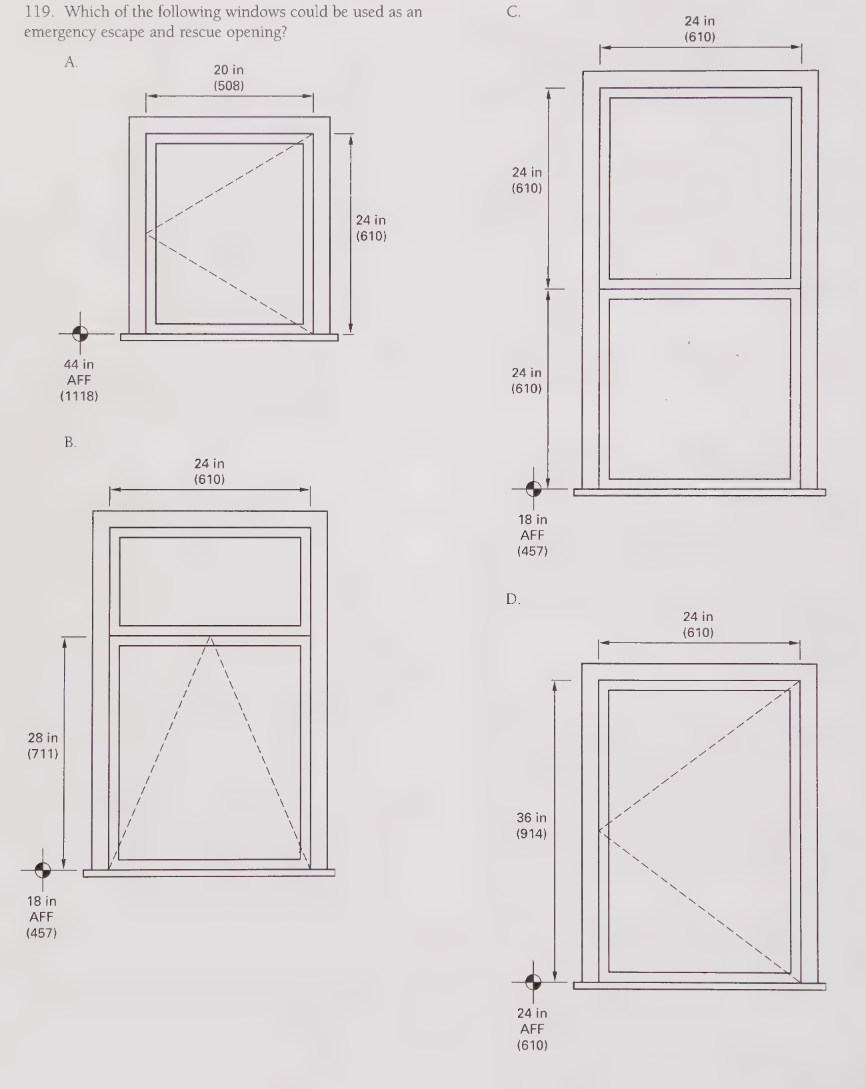 119. Which of the following windows could be used as an
emergency escape and rescue opening?
A.
20 in
(508)
24 in
(610)
44 in
AFF
(1118)
B.
24 in
(610)
28 in
(711)
18 in
AFF
(457)
C.
24 in
(610)
24 in
(610)
24 in
(610)
18 in
AFF
(457)
D.
24 in
(610)
36 in
(914)
24 in
AFF
(610)